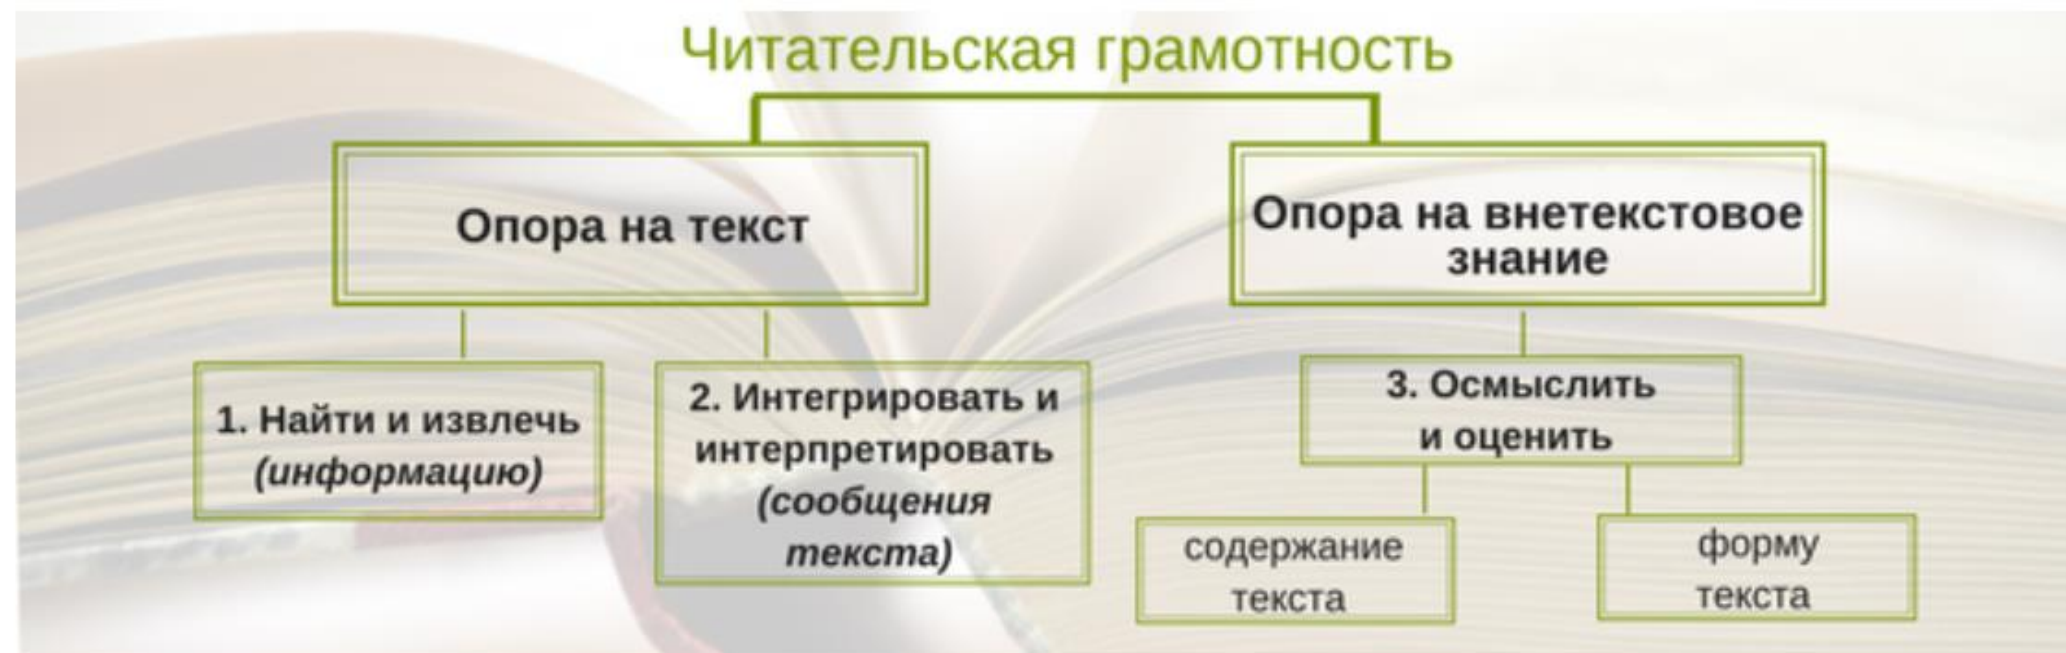 Читательская грамотность
Опора на текст
Опора на внетекстовое
знание
1. Найти и извлечь
(информацию)
2. Интегрировать и
интерпретировать
(сообщения
текста)
3. Осмыслить
и оценить
содержание
текста
форму
текста